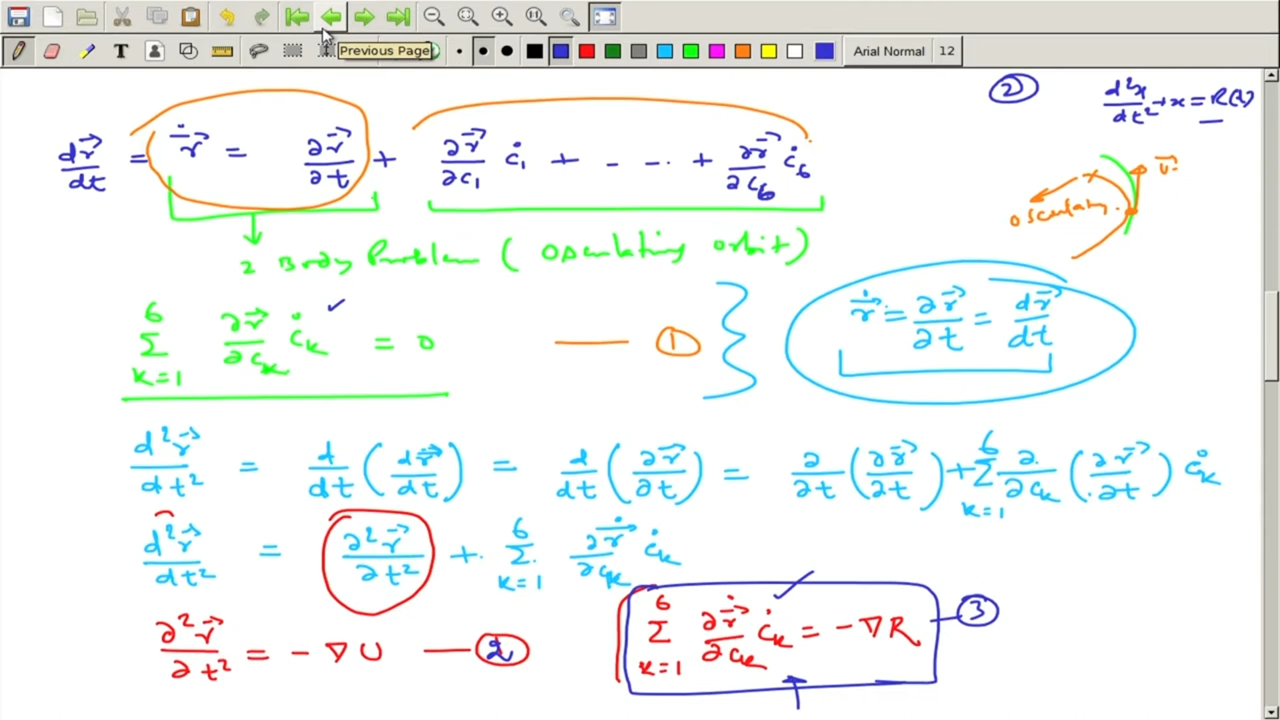 Arial Normal 12
Previous Page
②
d²x/dt² + x = R(t)
dr⃗/dt = ṙ⃗ = ∂r⃗/∂t + ∂r⃗/∂c₁ ċ₁ + - - - + ∂r⃗/∂c₆ ċ₆
osculating
2 Body Problem ( Osculating orbit )
Σ_{k=1}^{6} ∂r⃗/∂c_k ċ_k = 0 —— ①
ṙ⃗ = ∂r⃗/∂t = dr⃗/dt
d²r⃗/dt² = d/dt (dr⃗/dt) = d/dt (∂r⃗/∂t) = ∂/∂t (∂r⃗/∂t) + Σ_{k=1}^{6} ∂/∂c_k (∂r⃗/∂t) ċ_k
d²r⃗/dt² = ∂²r⃗/∂t² + Σ_{k=1}^{6} ∂ṙ⃗/∂c_k ċ_k
∂²r⃗/∂t² = - ∇U —— ②
Σ_{k=1}^{6} ∂ṙ⃗/∂c_k ċ_k = - ∇R — ③